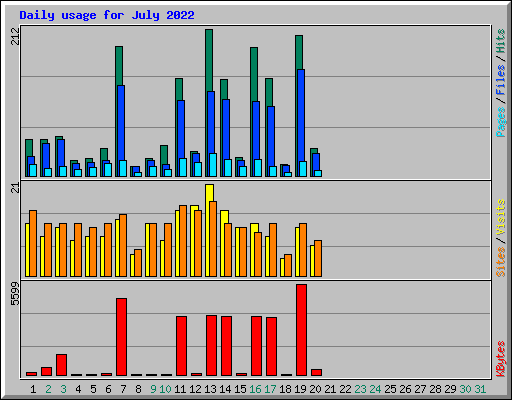 Daily usage for July 2022
212
Pages/Files/Hits
21
Sites/Visits
5599
KBytes
1 2 3 4 5 6 7 8 9 10 11 12 13 14 15 16 17 18 19 20 21 22 23 24 25 26 27 28 29 30 31